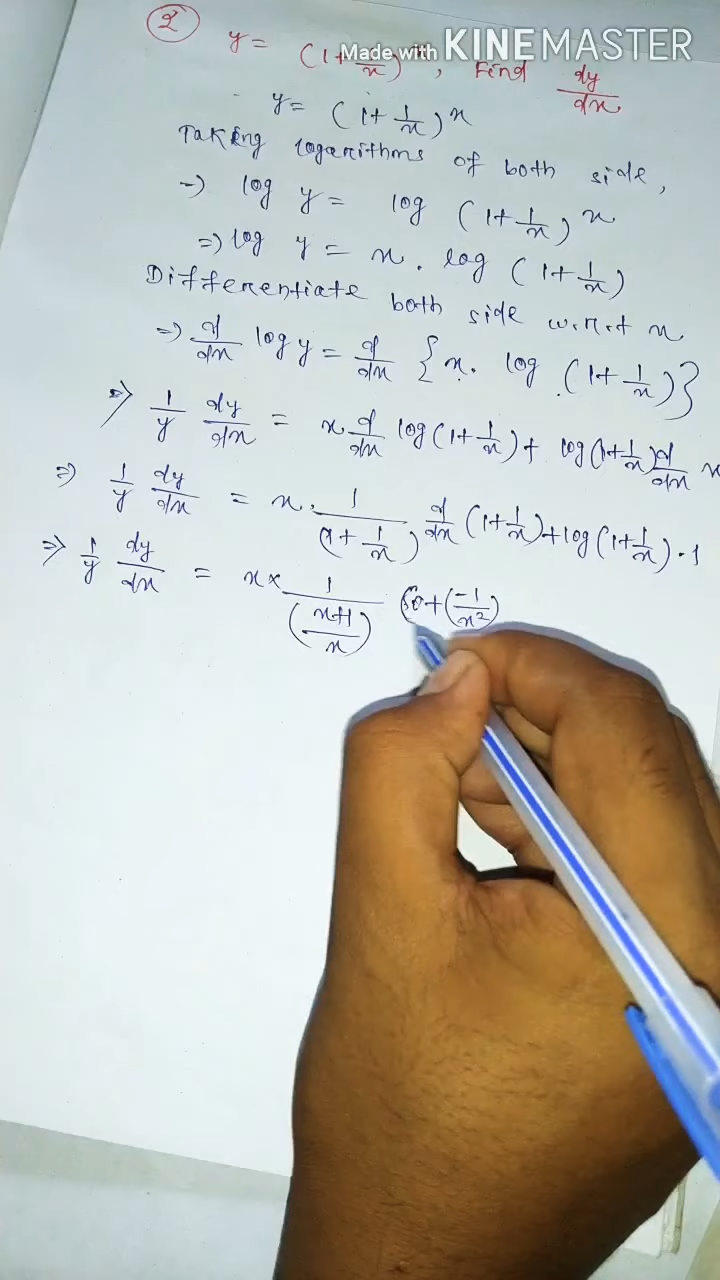 2 y = (1+1/x), Find dy/dx
Made with KINEMASTER
y = (1+1/x)^x
Taking logarithms of both side,
→) log y = log (1+1/x)^x
⇒) log y = x. log (1+1/x)
Differentiate both side w.r.t x
⇒) d/dx log y = d/dx {x. log (1+1/x)}
⇒ 1/y dy/dx = x d/dx log(1+1/x) + log(1+1/x) d/dx x
⇒ 1/y dy/dx = x. 1/(1+1/x) d/dx (1+1/x) + log(1+1/x).1
⇒ 1/y dy/dx = x× 1/((x+1)/x) {0+(-1/x²)